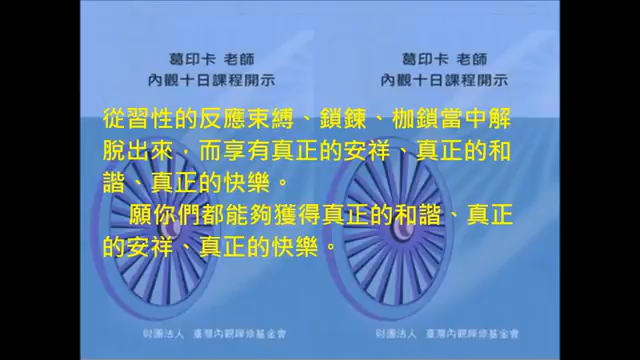 葛印卡 老師
內觀十日課程開示
葛印卡 老師
內觀十日課程開示
從習性的反應束縛、鎖鍊、枷鎖當中解
脫出來，而享有真正的安祥、真正的和
諧、真正的快樂。
願你們都能夠獲得真正的和諧、真正
的安祥、真正的快樂。
財團法人 臺灣內觀禪修基金會
財團法人 臺灣內觀禪修基金會